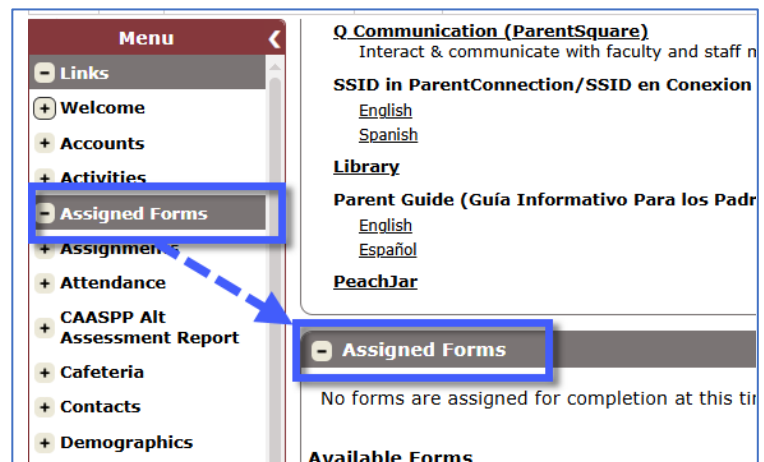 Menu
Links
Welcome
Accounts
Activities
Assigned Forms
Assignments
Attendance
CAASPP Alt
Assessment Report
Cafeteria
Contacts
Demographics
Q Communication (ParentSquare)
Interact & communicate with faculty and staff
SSID in ParentConnection/SSID en Conexion
English
Spanish
Library
Parent Guide (Guía Informativo Para los
English
Español
PeachJar
Assigned Forms
No forms are assigned for completion at this
Available Forms